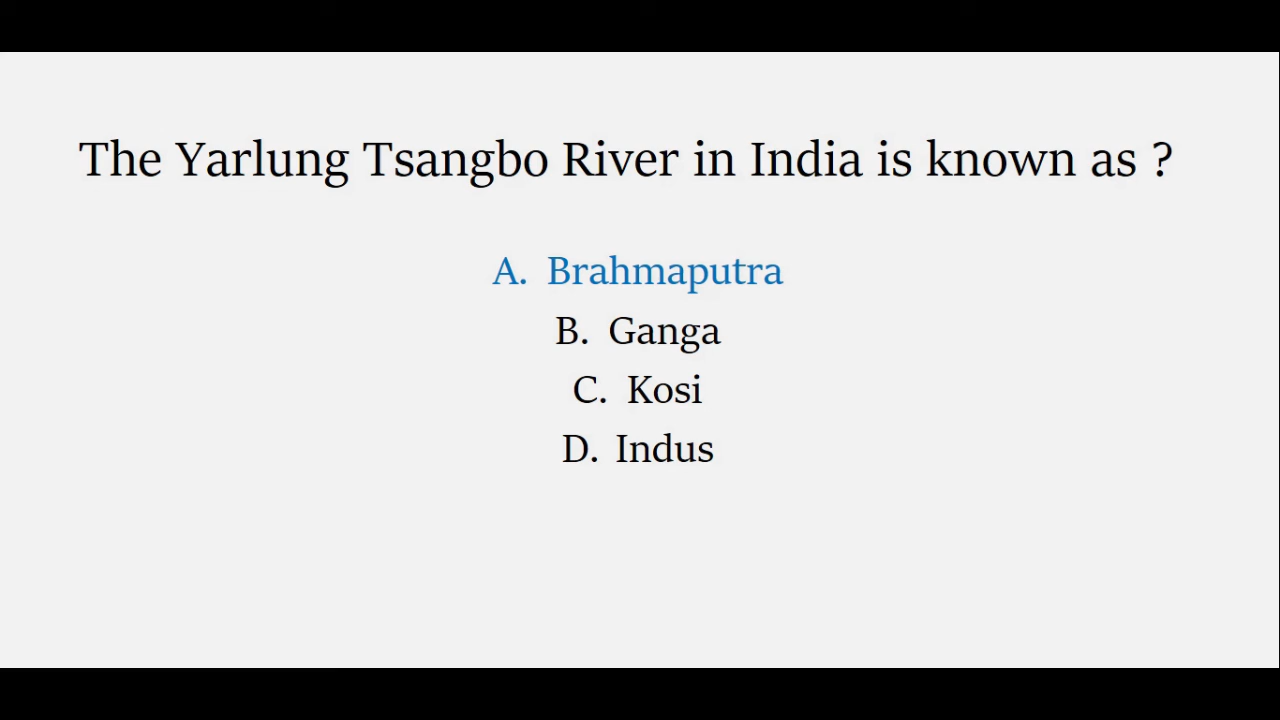 The Yarlung Tsangbo River in India is known as ?
A. Brahmaputra
B. Ganga
C. Kosi
D. Indus